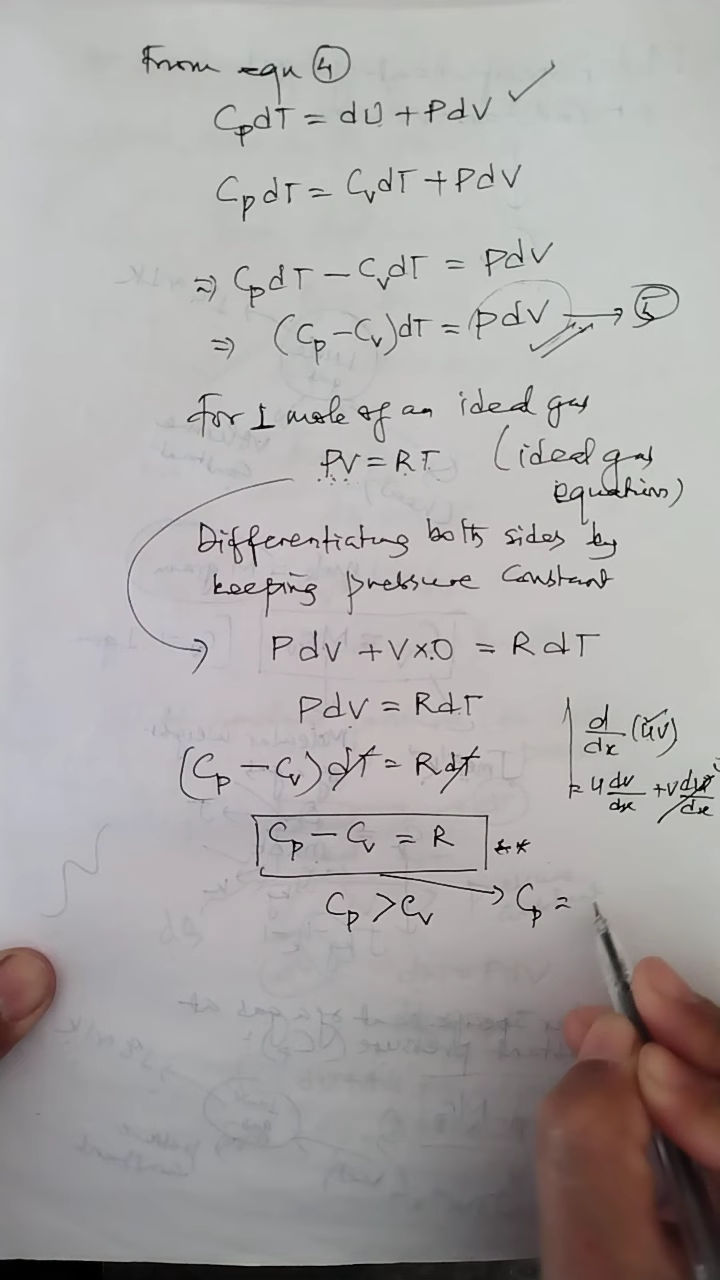 From equ ④
CpdT = dU + PdV ✓
CpdT = CvdT + PdV
⇒ CpdT − CvdT = PdV
⇒ (Cp − Cv)dT = PdV → ⑤
For 1 mole of an ideal gas
PV = RT (ideal gas
equation)
Differentiating both sides by
keeping pressure constant
PdV + V×0 = RdT
PdV = RdT
d/dx (uv)
= u dv/dx + v du/dx
(Cp − Cv) dT = RdT
Cp − Cv = R **
Cp > Cv → Cp =